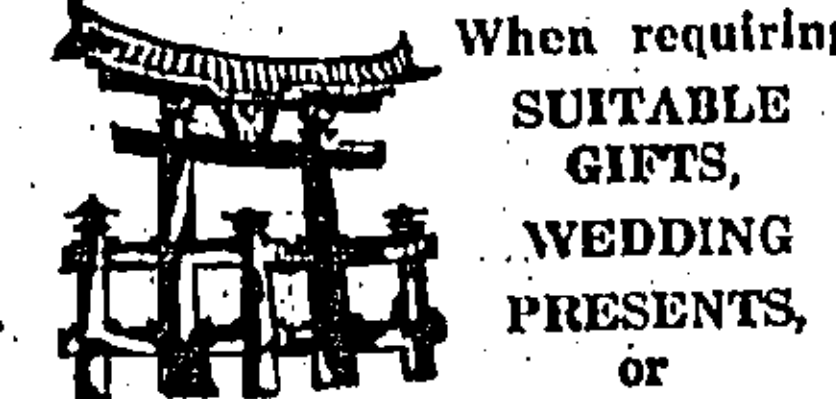 When requiring
SUITABLE
GIFTS,
WEDDING
PRESENTS,
or